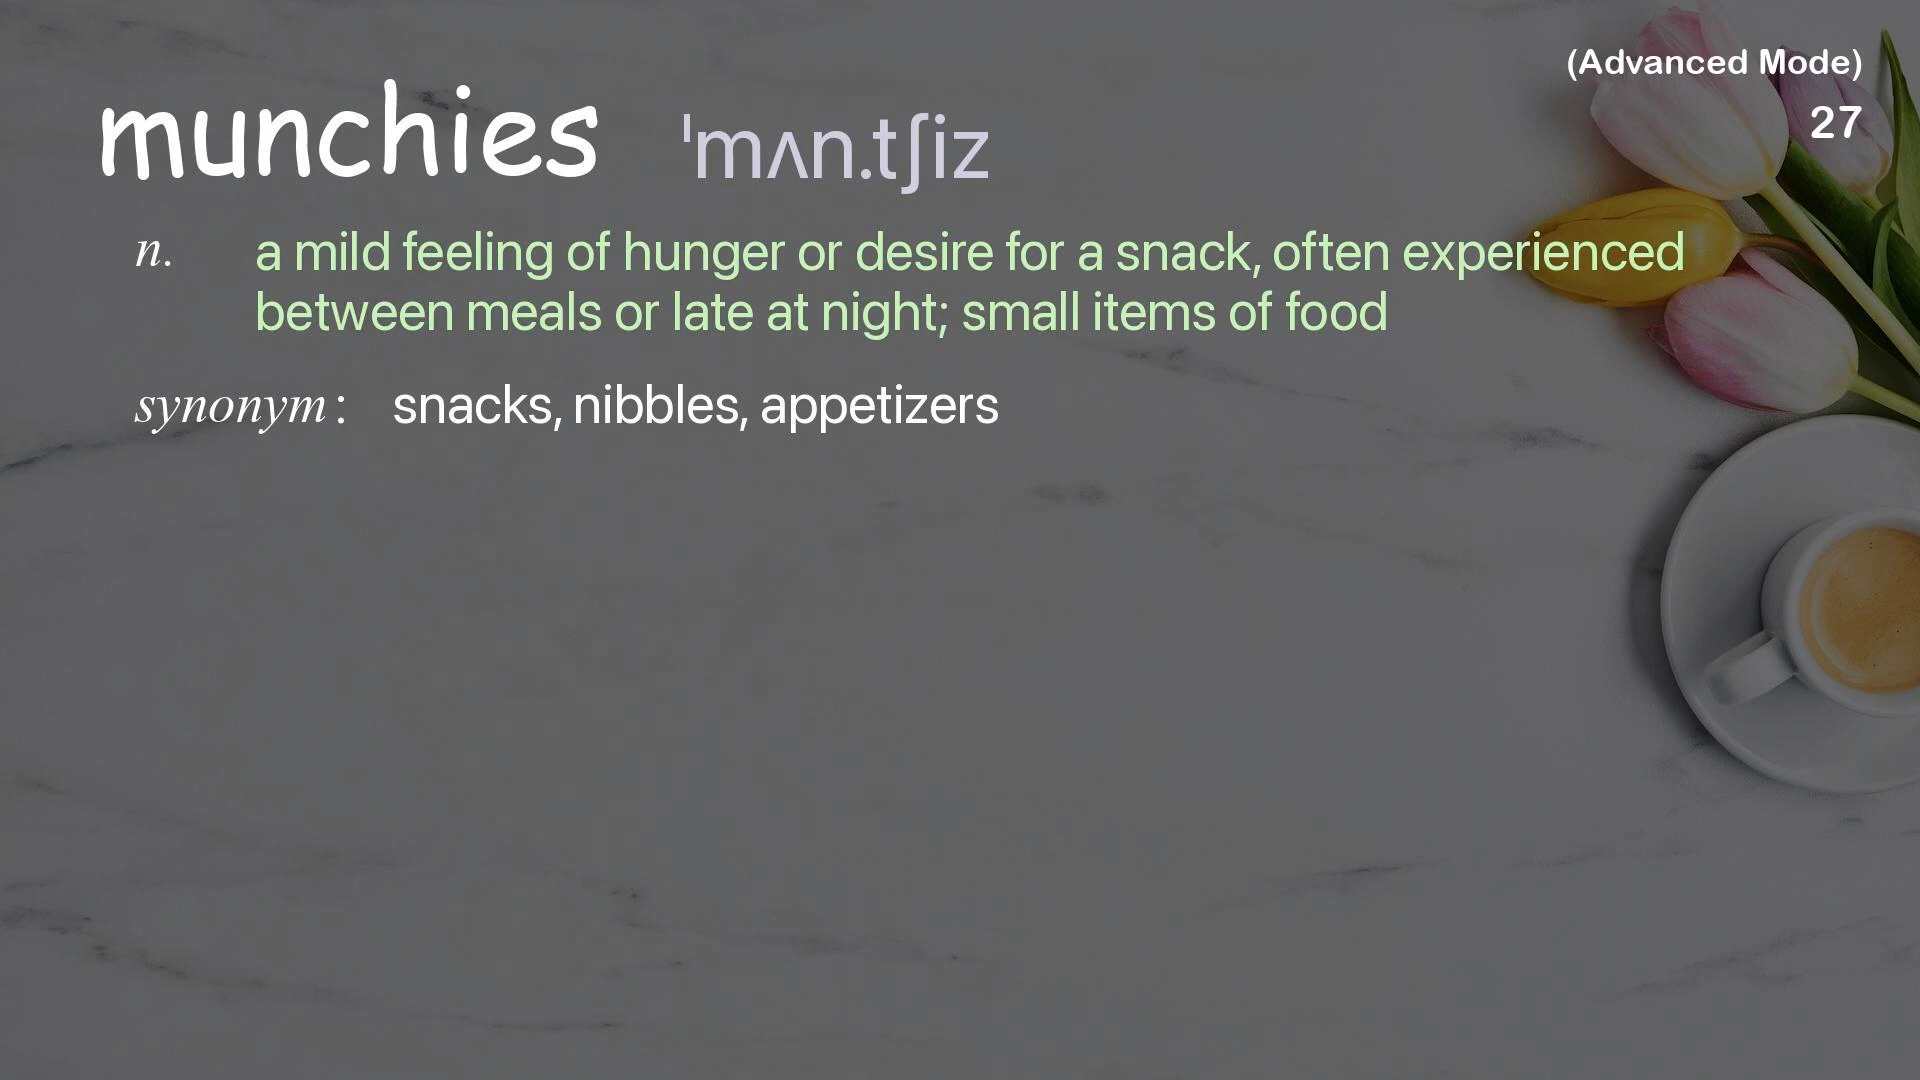 (Advanced Mode)
27
munchies ˈmʌn.tʃiz
n. a mild feeling of hunger or desire for a snack, often experienced
between meals or late at night; small items of food
synonym: snacks, nibbles, appetizers